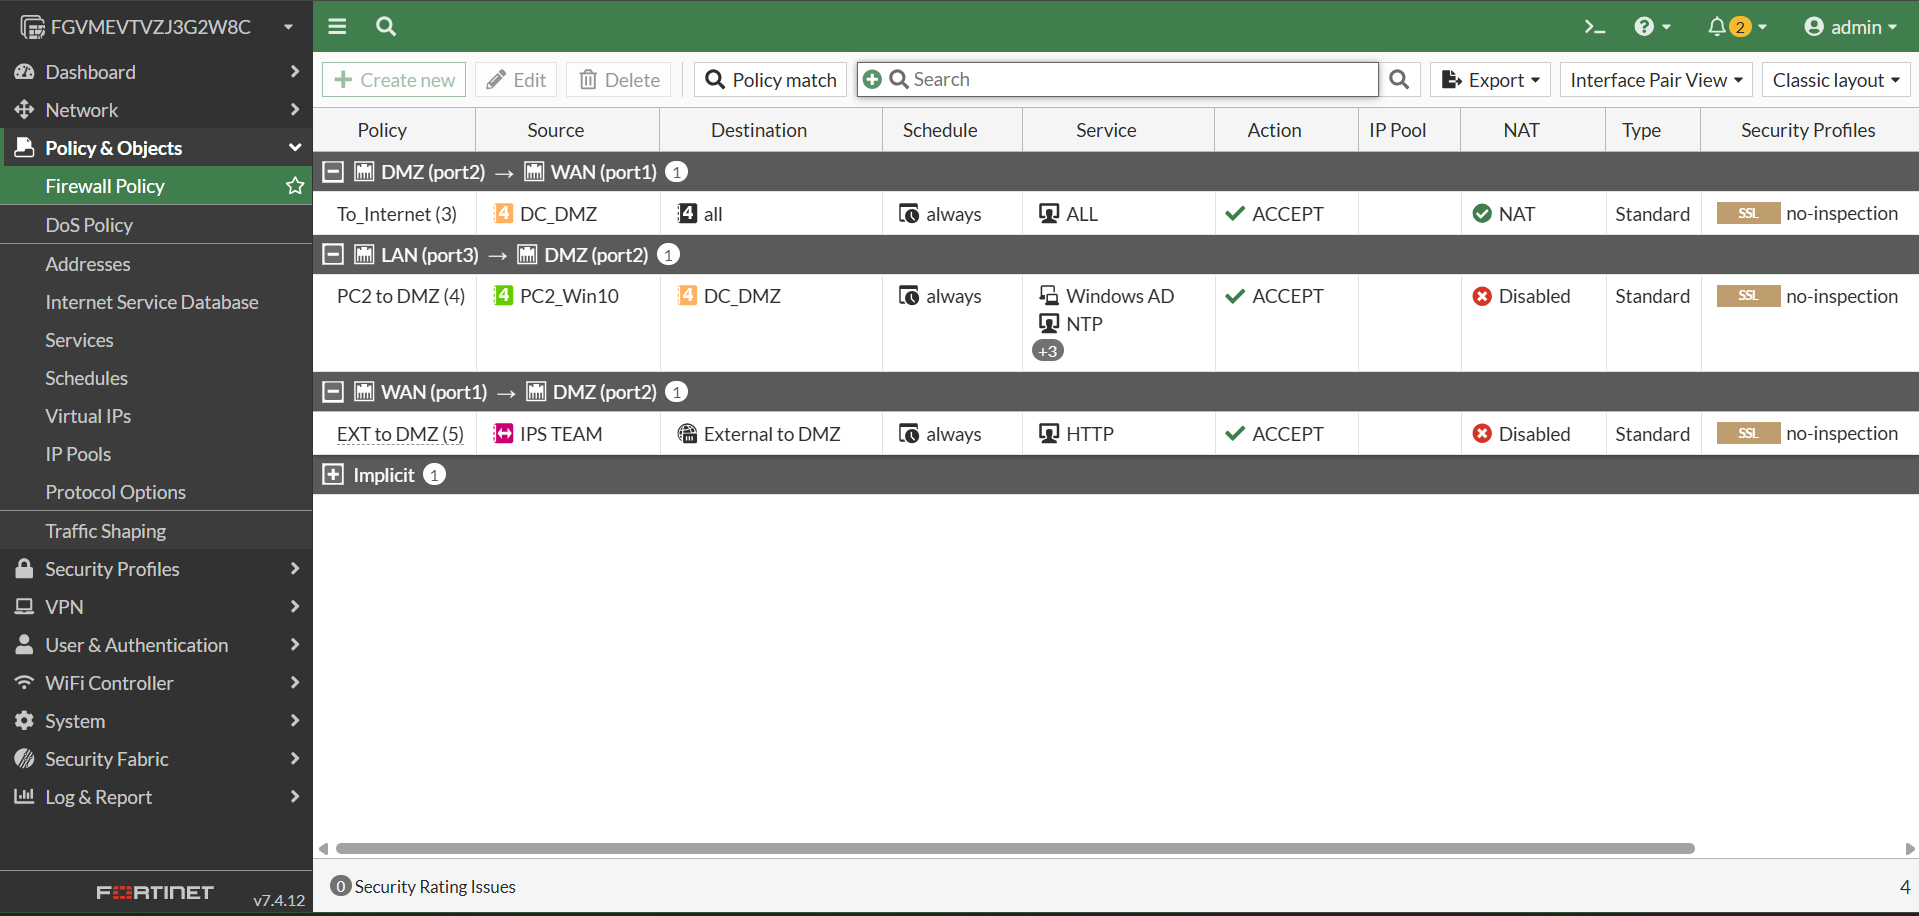 FGVMEVTVZJ3G2W8C
2
admin
Dashboard
Network
Policy & Objects
Firewall Policy
DoS Policy
Addresses
Internet Service Database
Services
Schedules
Virtual IPs
IP Pools
Protocol Options
Traffic Shaping
Security Profiles
VPN
User & Authentication
WiFi Controller
System
Security Fabric
Log & Report
FORTINET
v7.4.12
Create new Edit Delete Policy match Search Export Interface Pair View Classic layout
Policy Source Destination Schedule Service Action IP Pool NAT Type Security Profiles
DMZ (port2) → WAN (port1) 1
To_Internet (3) 4 DC_DMZ 4 all always ALL ACCEPT NAT Standard SSL no-inspection
LAN (port3) → DMZ (port2) 1
PC2 to DMZ (4) 4 PC2_Win10 4 DC_DMZ always Windows AD ACCEPT Disabled Standard SSL no-inspection
NTP
+3
WAN (port1) → DMZ (port2) 1
EXT to DMZ (5) IPS TEAM External to DMZ always HTTP ACCEPT Disabled Standard SSL no-inspection
Implicit 1
0 Security Rating Issues 4